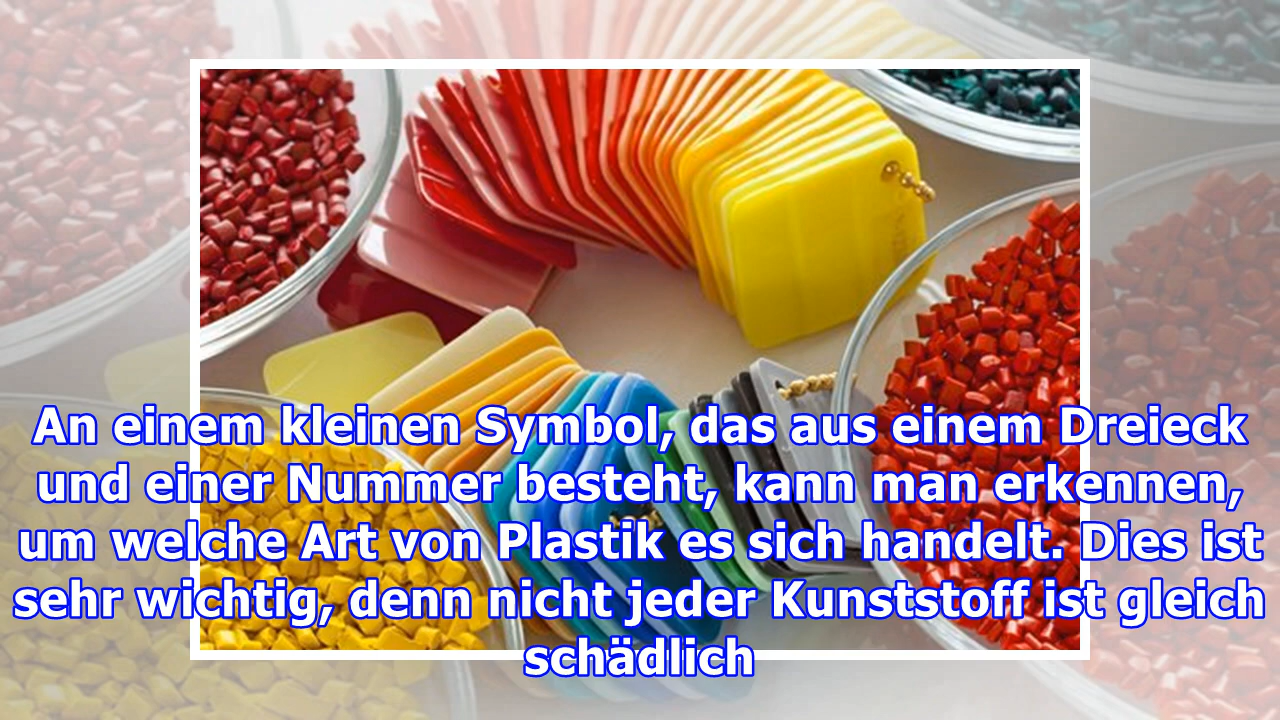 An einem kleinen Symbol, das aus einem Dreieck
und einer Nummer besteht, kann man erkennen,
um welche Art von Plastik es sich handelt. Dies ist
sehr wichtig, denn nicht jeder Kunststoff ist gleich
schädlich